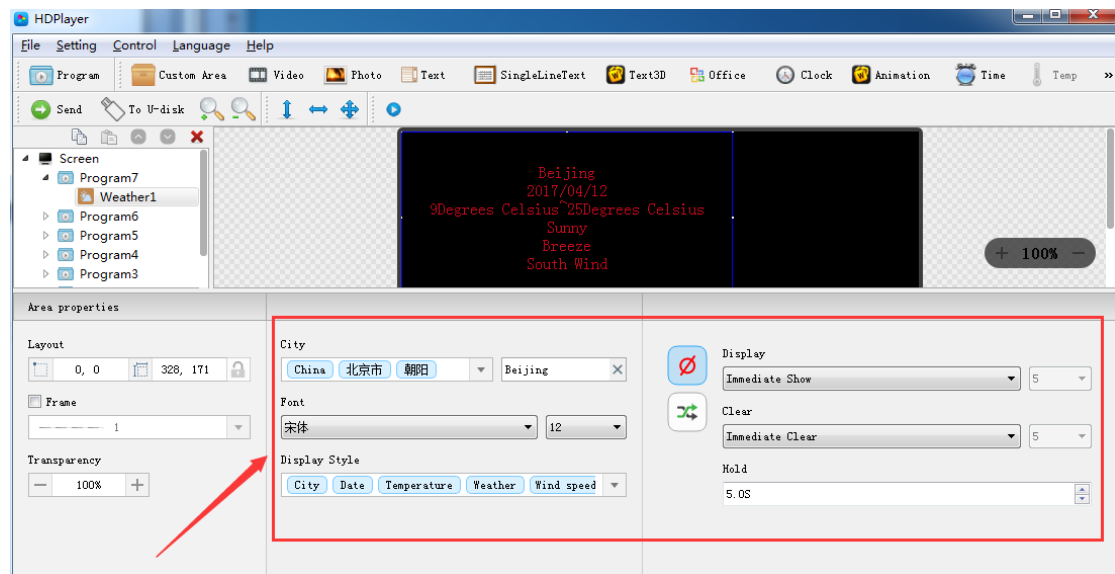 HDPlayer
File Setting Control Language Help
Program Custom Area Video Photo Text SingleLineText Text3D Office Clock Animation Time Temp »
Send To U-disk
Screen
Program7
Weather1
Program6
Program5
Program4
Program3
Beijing
2017/04/12
9Degrees Celsius~25Degrees Celsius
Sunny
Breeze
South Wind
+ 100% −
Area properties
Layout
0, 0 328, 171
Frame
1
Transparency
— 100% +
City
China 北京市 朝阳 Beijing
Font
宋体 12
Display Style
City Date Temperature Weather Wind speed
Display
Immediate Show 5
Clear
Immediate Clear 5
Hold
5.0S